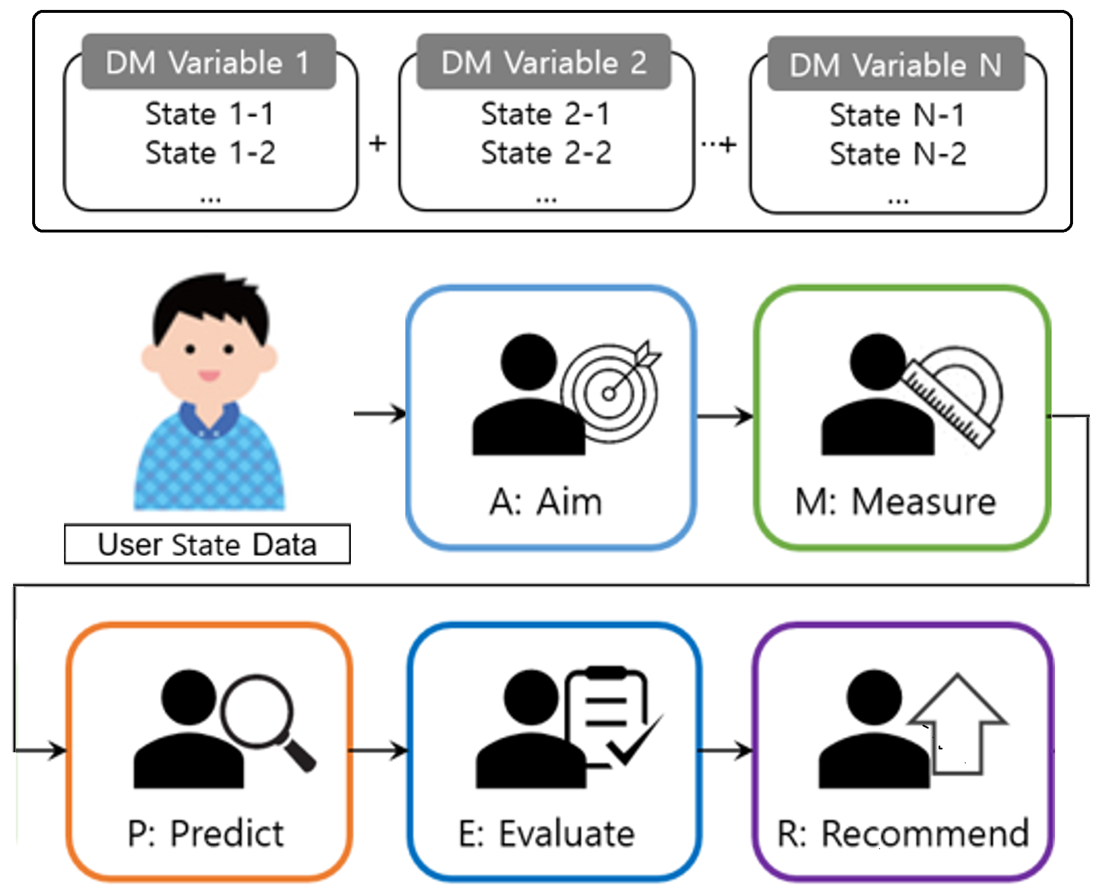 DM Variable 1
State 1-1
State 1-2
...
+
DM Variable 2
State 2-1
State 2-2
...
...+
DM Variable N
State N-1
State N-2
...
User State Data
A: Aim
M: Measure
P: Predict
E: Evaluate
R: Recommend